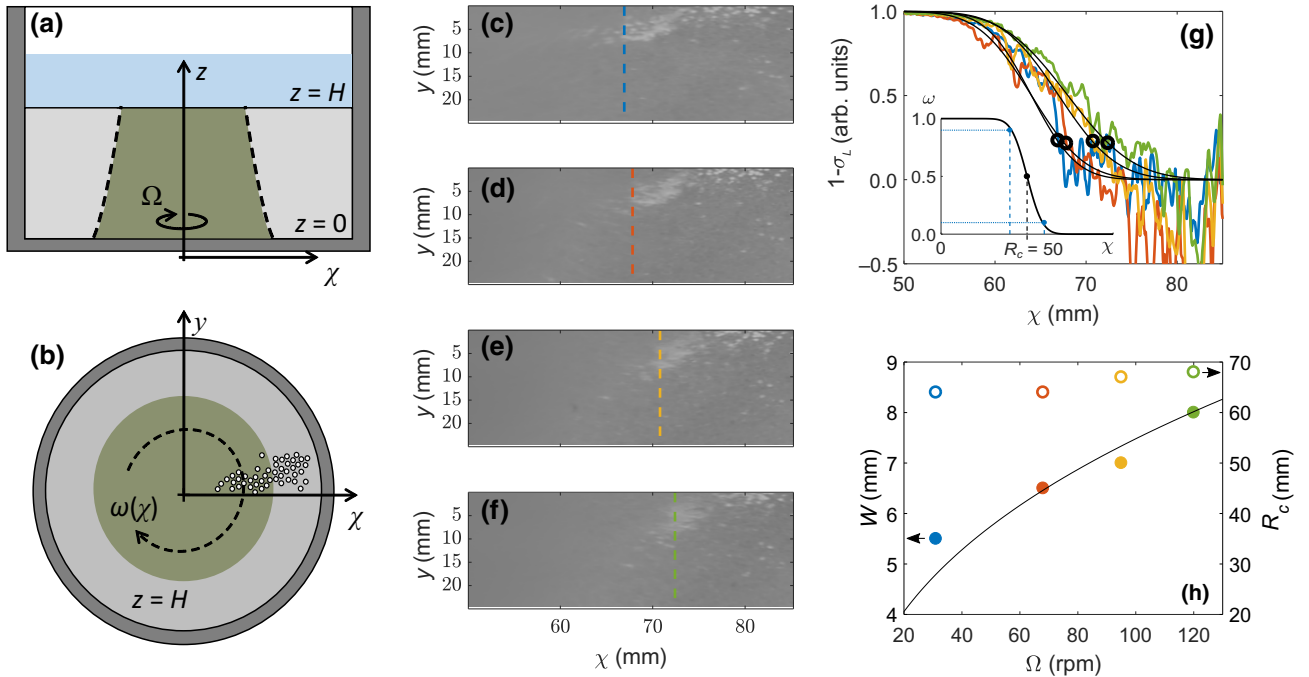 (a)
z
z = H
Ω
z = 0
χ
(b)
y
ω(χ)
χ
z = H
(c)
y (mm)
5
10
15
20
(d)
y (mm)
5
10
15
20
(e)
y (mm)
5
10
15
20
(f)
y (mm)
5
10
15
20
60
70
80
χ (mm)
(g)
1-σL (arb. units)
1.0
0.5
0.0
–0.5
50
60
70
80
χ (mm)
ω
1.0
0.5
0.0
0
Rc = 50
χ
(h)
W (mm)
9
8
7
6
5
4
Rc (mm)
70
60
50
40
30
20
20
40
60
80
100
120
Ω (rpm)